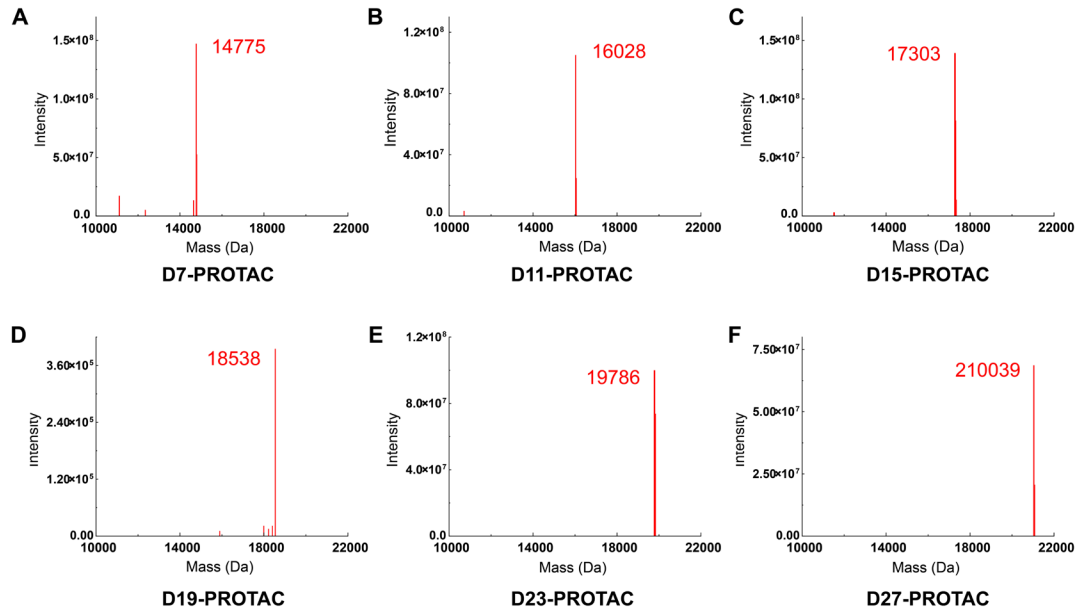 A
1.5×10⁸
1.0×10⁸
5.0×10⁷
0.0
Intensity
14775
10000 14000 18000 22000
Mass (Da)
D7-PROTAC
B
1.2×10⁸
8.0×10⁷
4.0×10⁷
0.0
Intensity
16028
10000 14000 18000 22000
Mass (Da)
D11-PROTAC
C
1.5×10⁸
1.0×10⁸
5.0×10⁷
0.0
Intensity
17303
10000 14000 18000 22000
Mass (Da)
D15-PROTAC
D
3.60×10⁵
2.40×10⁵
1.20×10⁵
0.00
Intensity
18538
10000 14000 18000 22000
Mass (Da)
D19-PROTAC
E
1.2×10⁸
8.0×10⁷
4.0×10⁷
0.00
Intensity
19786
10000 14000 18000 22000
Mass (Da)
D23-PROTAC
F
7.50×10⁷
5.00×10⁷
2.50×10⁷
0.00
Intensity
210039
10000 14000 18000 22000
Mass (Da)
D27-PROTAC